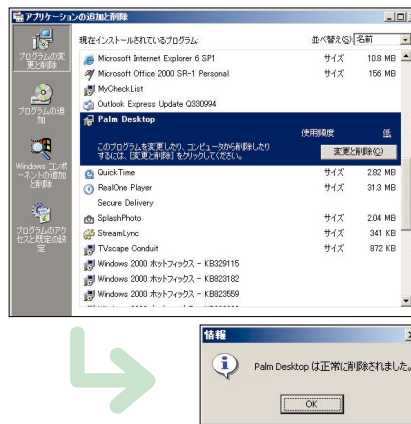 アプリケーションの追加と削除
プログラムの変更と削除
プログラムの追加
Windows コンポーネントの追加と削除
プログラムのアクセスと既定の設定
現在インストールされているプログラム:
並べ替え(S): 名前
Microsoft Internet Explorer 6 SP1 サイズ 10.8 MB
Microsoft Office 2000 SR-1 Personal サイズ 156 MB
MyCheckList
Outlook Express Update Q330994
Palm Desktop
使用頻度 低
このプログラムを変更したり、コンピュータから削除したり
するには、[変更と削除] をクリックしてください。
変更と削除(C)
QuickTime サイズ 2.82 MB
RealOne Player サイズ 31.3 MB
Secure Delivery
SplashPhoto サイズ 2.04 MB
StreamLync サイズ 341 KB
TVscape Conduit サイズ 872 KB
Windows 2000 ホットフィックス - KB329115
Windows 2000 ホットフィックス - KB823182
Windows 2000 ホットフィックス - KB823559
情報
Palm Desktop は正常に削除されました。
OK